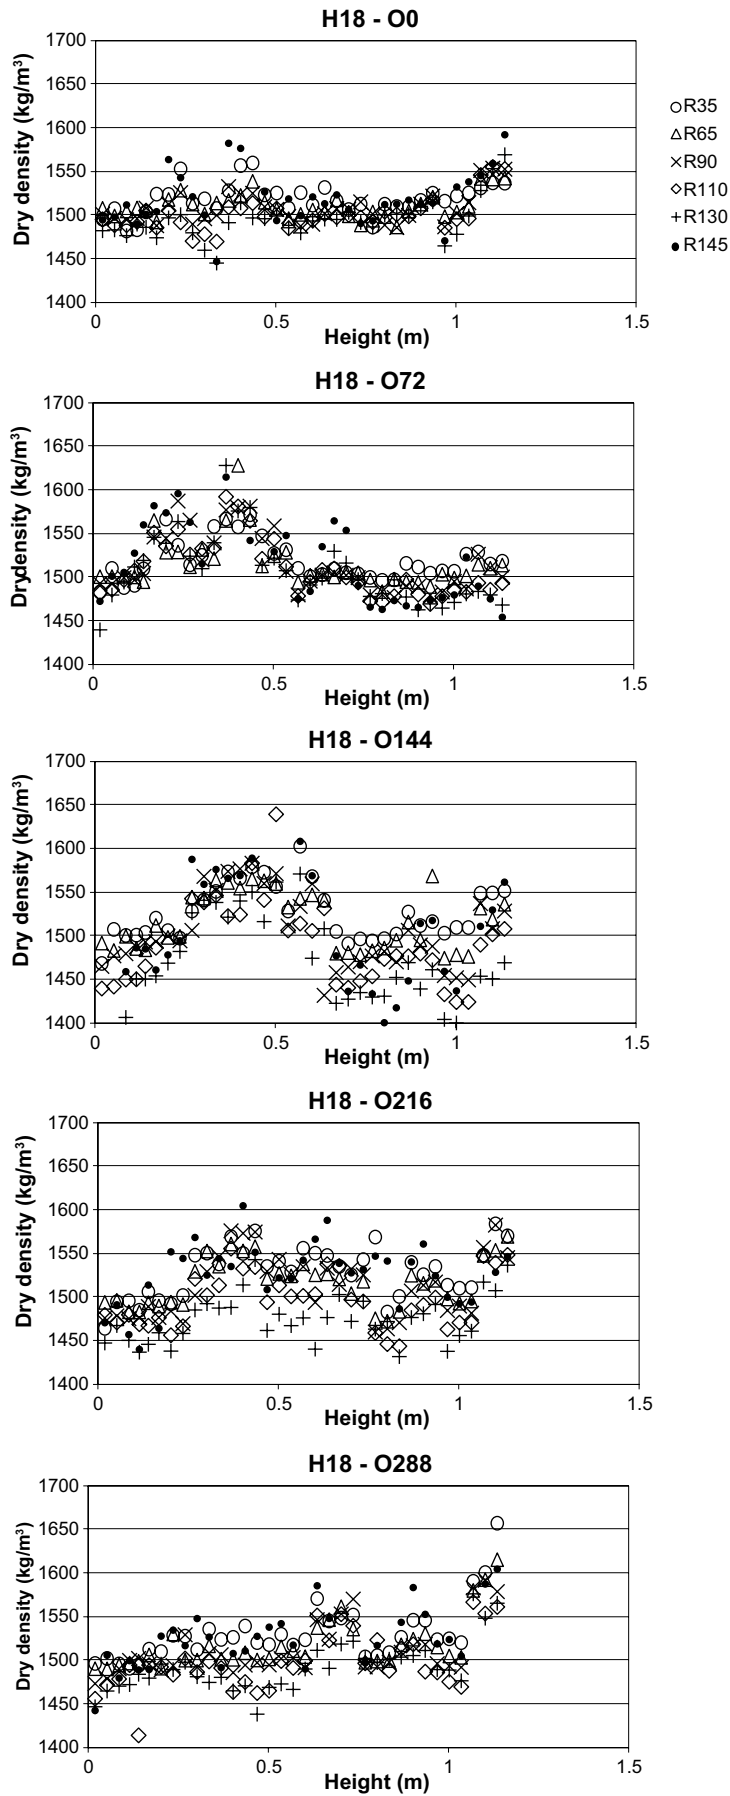 H18 - O0
1700
1650
1600
1550
1500
1450
1400
0 0.5 1 1.5
Dry density (kg/m³)
Height (m)
R35
R65
R90
R110
R130
R145
H18 - O72
1700
1650
1600
1550
1500
1450
1400
0 0.5 1 1.5
Drydensity (kg/m³)
Height (m)
H18 - O144
1700
1650
1600
1550
1500
1450
1400
0 0.5 1 1.5
Dry density (kg/m³)
Height (m)
H18 - O216
1700
1650
1600
1550
1500
1450
1400
0 0.5 1 1.5
Dry density (kg/m³)
Height (m)
H18 - O288
1700
1650
1600
1550
1500
1450
1400
0 0.5 1 1.5
Dry density (kg/m³)
Height (m)